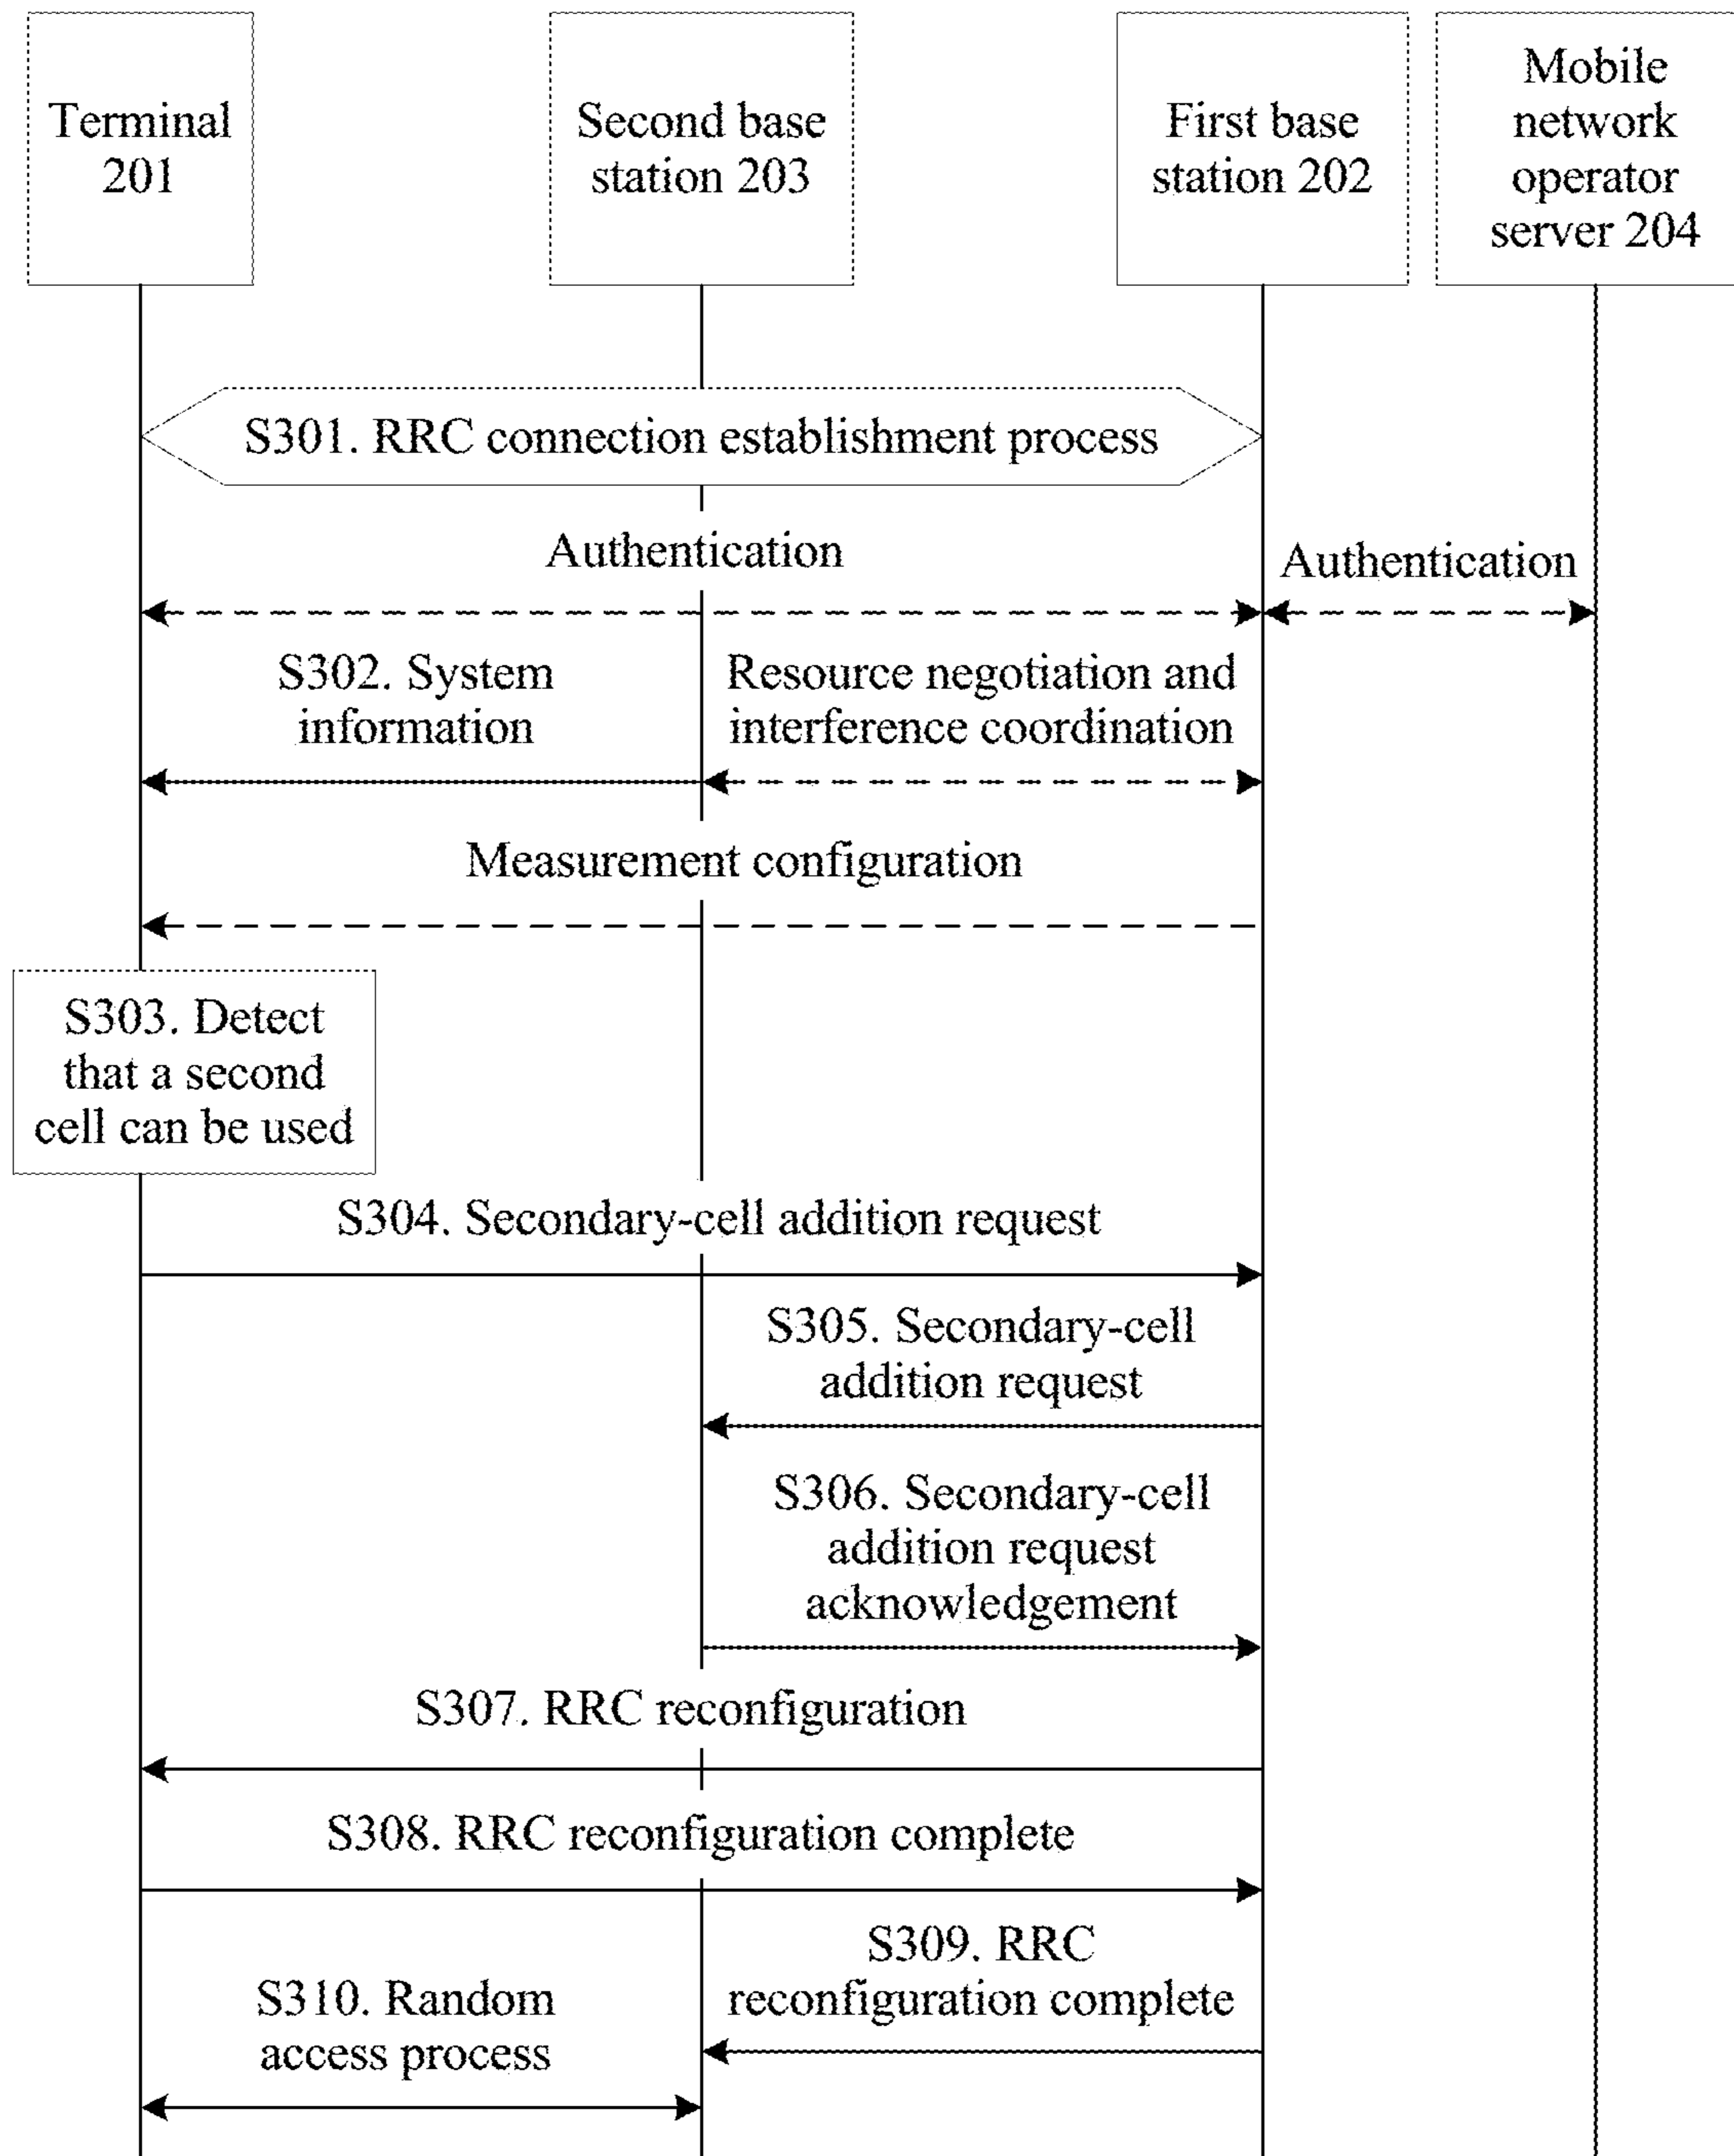 Terminal
201
Second base
station 203
First base
station 202
Mobile
network
operator
server 204
S301. RRC connection establishment process
Authentication
Authentication
S302. System
information
Resource negotiation and
interference coordination
Measurement configuration
S303. Detect
that a second
cell can be used
S304. Secondary-cell addition request
S305. Secondary-cell
addition request
S306. Secondary-cell
addition request
acknowledgement
S307. RRC reconfiguration
S308. RRC reconfiguration complete
S309. RRC
reconfiguration complete
S310. Random
access process